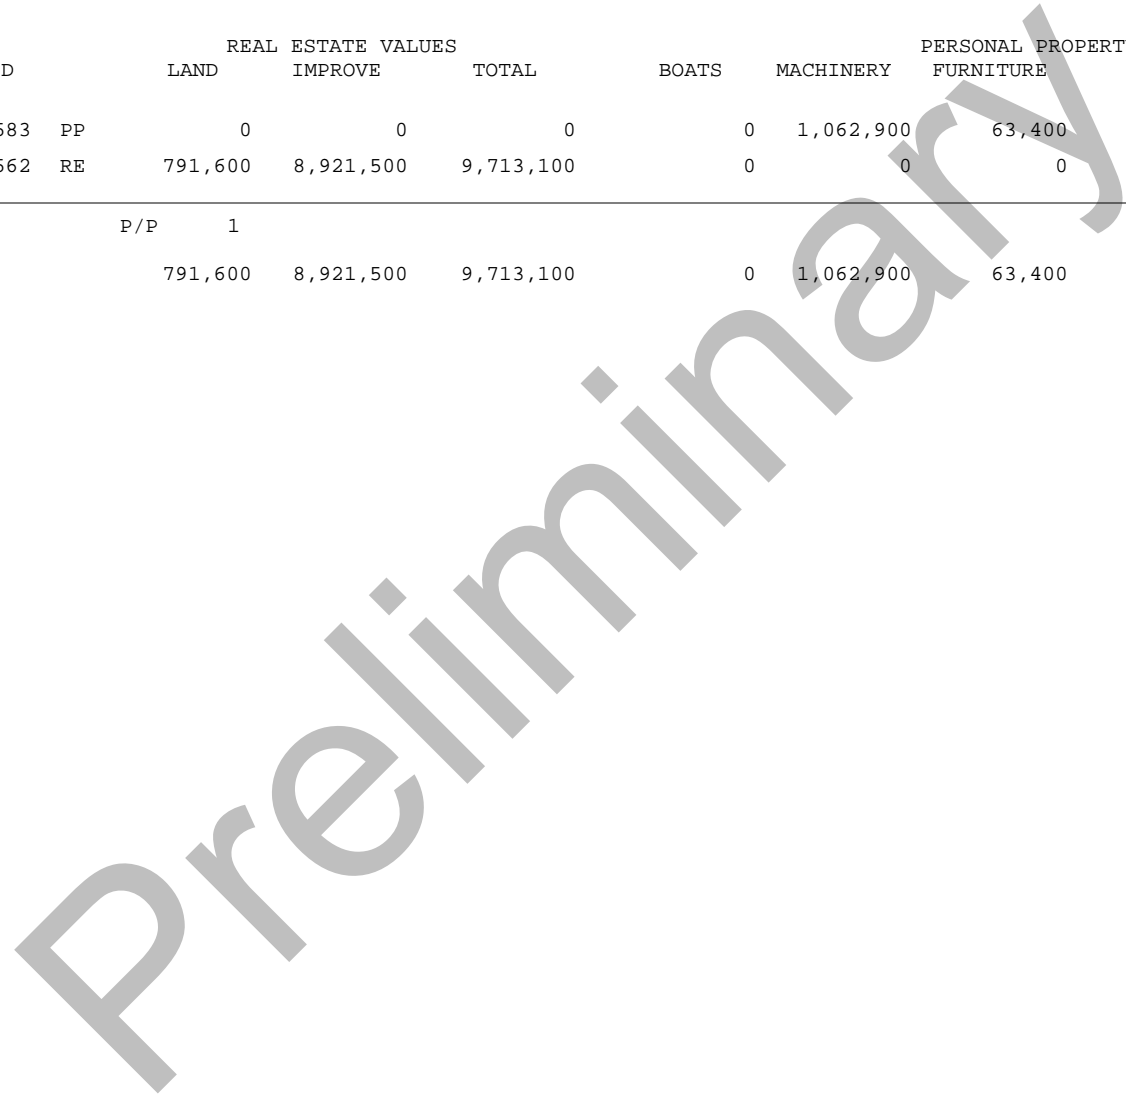 REAL ESTATE VALUES PERSONAL PROPERT
D LAND IMPROVE TOTAL BOATS MACHINERY FURNITURE
583 PP 0 0 0 0 1,062,900 63,400
562 RE 791,600 8,921,500 9,713,100 0 0 0
P/P 1
791,600 8,921,500 9,713,100 0 1,062,900 63,400
Preliminary